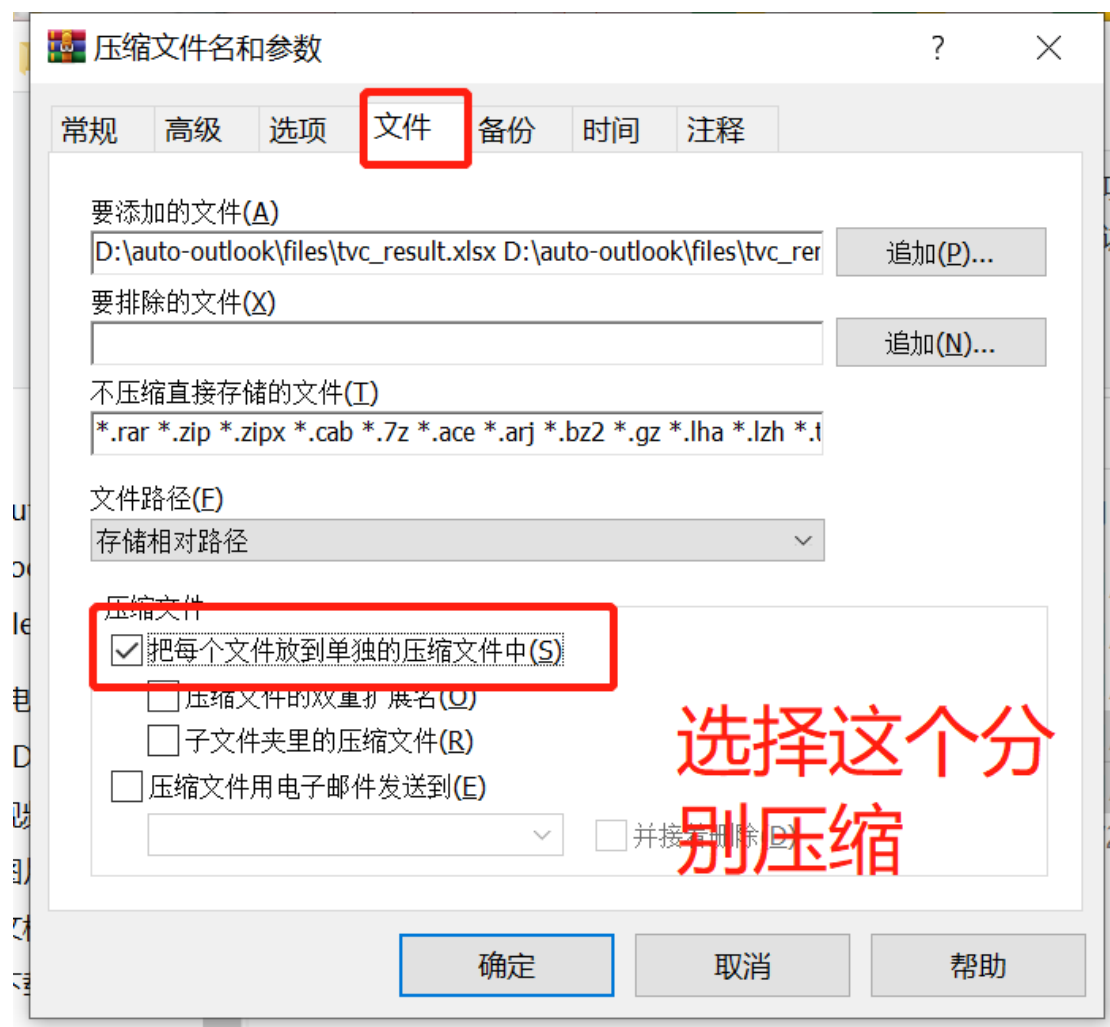 压缩文件名和参数
常规 高级 选项 文件 备份 时间 注释
要添加的文件(A)
D:\auto-outlook\files\tvc_result.xlsx D:\auto-outlook\files\tvc_rer
追加(P)...
要排除的文件(X)
追加(N)...
不压缩直接存储的文件(T)
*.rar *.zip *.zipx *.cab *.7z *.ace *.arj *.bz2 *.gz *.lha *.lzh *.t
文件路径(F)
存储相对路径
压缩文件
把每个文件放到单独的压缩文件中(S)
压缩文件的双重扩展名(O)
子文件夹里的压缩文件(R)
压缩文件用电子邮件发送到(E)
并接着删除(D)
选择这个分
别压缩
确定 取消 帮助